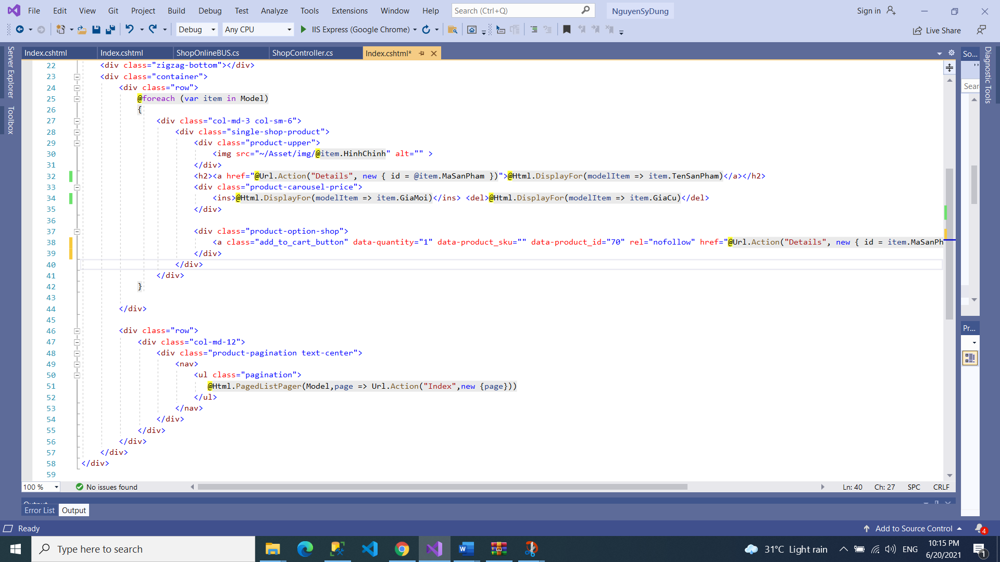 File Edit View Git Project Build Debug Test Analyze Tools Extensions Window Help Search (Ctrl+Q) NguyenSyDung Sign in
Debug Any CPU IIS Express (Google Chrome) Live Share
Server Explorer
Toolbox
Index.cshtml Index.cshtml ShopOnlineBUS.cs ShopController.cs Index.cshtml* So...
Diagnostic Tools
Sear
22 <div class="zigzag-bottom"></div>
23 <div class="container">
24 <div class="row">
25 @foreach (var item in Model)
26 {
27 <div class="col-md-3 col-sm-6">
28 <div class="single-shop-product">
29 <div class="product-upper">
30 <img src="~/Asset/img/@item.HinhChinh" alt="" >
31 </div>
32 <h2><a href="@Url.Action("Details", new { id = @item.MaSanPham })">@Html.DisplayFor(modelItem => item.TenSanPham)</a></h2>
33 <div class="product-carousel-price">
34 <ins>@Html.DisplayFor(modelItem => item.GiaMoi)</ins> <del>@Html.DisplayFor(modelItem => item.GiaCu)</del>
35 </div>
36
37 <div class="product-option-shop">
38 <a class="add_to_cart_button" data-quantity="1" data-product_sku="" data-product_id="70" rel="nofollow" href="@Url.Action("Details", new { id = item.MaSanPh
39 </div>
40 </div>
41 </div>
42 }
43
44 </div>
45
46 <div class="row">
47 <div class="col-md-12">
48 <div class="product-pagination text-center">
49 <nav>
50 <ul class="pagination">
51 @Html.PagedListPager(Model,page => Url.Action("Index",new {page}))
52 </ul>
53 </nav>
54 </div>
55 </div>
56 </div>
57 </div>
58 </div>
59
Pr...
100 % No issues found Ln: 40 Ch: 27 SPC CRLF
Output
Error List Output
Ready Add to Source Control 4
Type here to search 31°C Light rain ENG 10:15 PM
6/20/2021 1